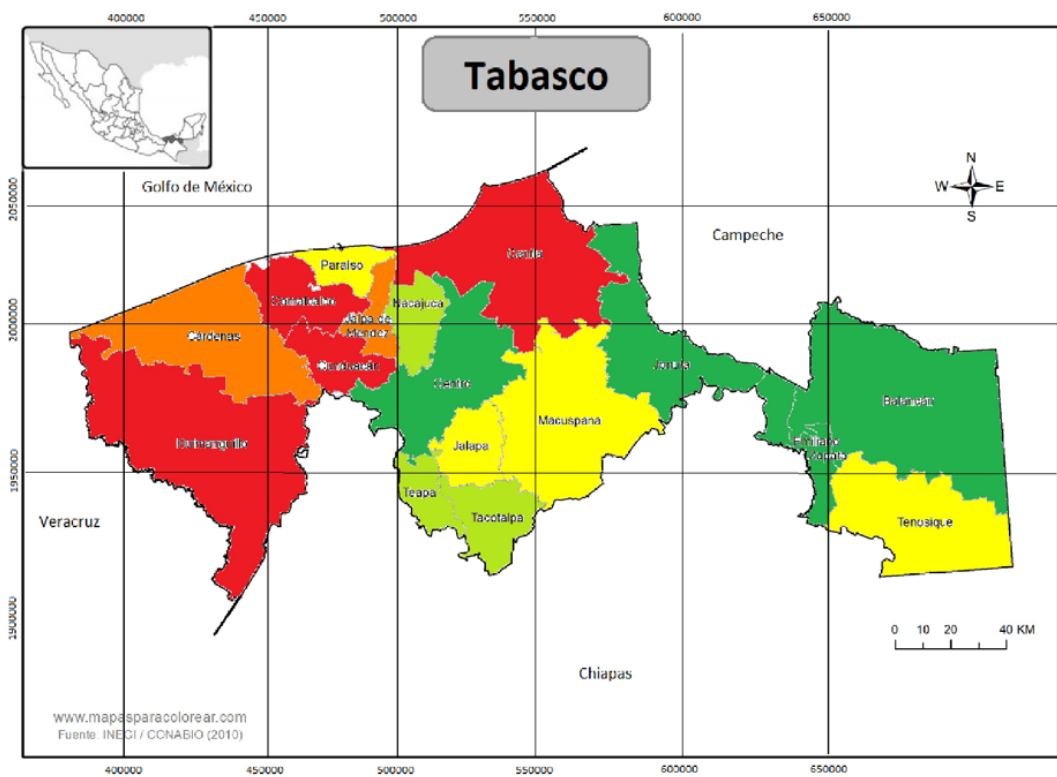 400000 450000 500000 550000 600000 650000
Tabasco
Golfo de México
N
W E
S
2050000
Campeche
Paraíso
Centla
Comalcalco
Nacajuca
Jalpa de
Méndez
2000000
Cárdenas
Cunduacán
Centro
Jonuta
Balancán
Macuspana
Huimanguillo
Jalapa
Emiliano
Zapata
1950000
Teapa
Veracruz
Tacotalpa
Tenosique
1900000
0 10 20 40 KM
Chiapas
www.mapasparacolorear.com
Fuente: INEGI / CONABIO (2010)
400000 450000 500000 550000 600000 650000